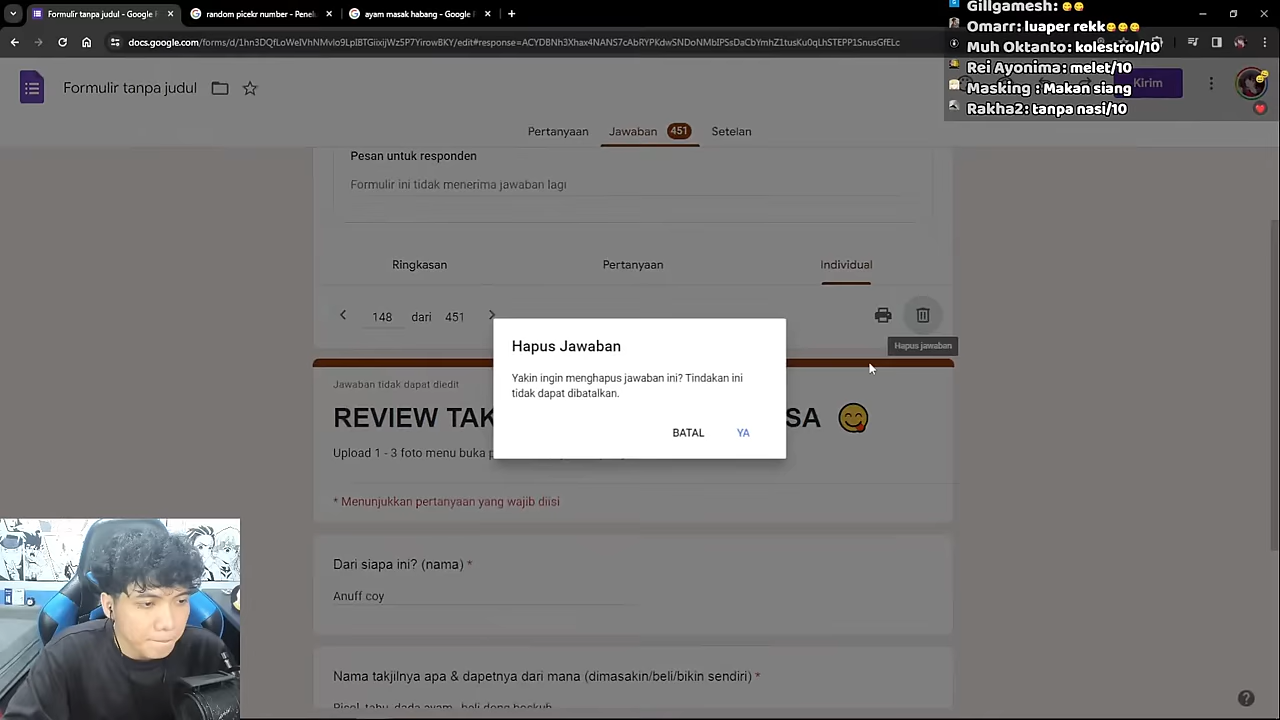 Formulir tanpa judul - Google F
random picekr number - Penelu
ayam masak habang - Google
docs.google.com/forms/d/1hn3DQfLoWeIVhNMvlo9LpIBTGiixijWz5P7YirowBKY/edit#response=ACYDBNh3Xhax4NANS7cAbRYPKdwSNDoNMbIPSsDaCbYmhZ1tusKu0qLhSTEPP1SnusGfELc
Gillgamesh: 😋😋
Omarr: luaper rekk😋😋😋
Muh Oktanto: kolestrol/10
Rei Ayonima: melet/10
Masking : Makan siang
Rakha2: tanpa nasi/10
Formulir tanpa judul
Kirim
Pertanyaan
Jawaban 451
Setelan
Pesan untuk responden
Formulir ini tidak menerima jawaban lagi
Ringkasan
Pertanyaan
Individual
148 dari 451
Hapus jawaban
Hapus Jawaban
Yakin ingin menghapus jawaban ini? Tindakan ini
tidak dapat dibatalkan.
BATAL
YA
Jawaban tidak dapat diedit
REVIEW TAK SA 😋
Upload 1 - 3 foto menu buka p
* Menunjukkan pertanyaan yang wajib diisi
Dari siapa ini? (nama) *
Anuff coy
Nama takjilnya apa & dapetnya dari mana (dimasakin/beli/bikin sendiri) *